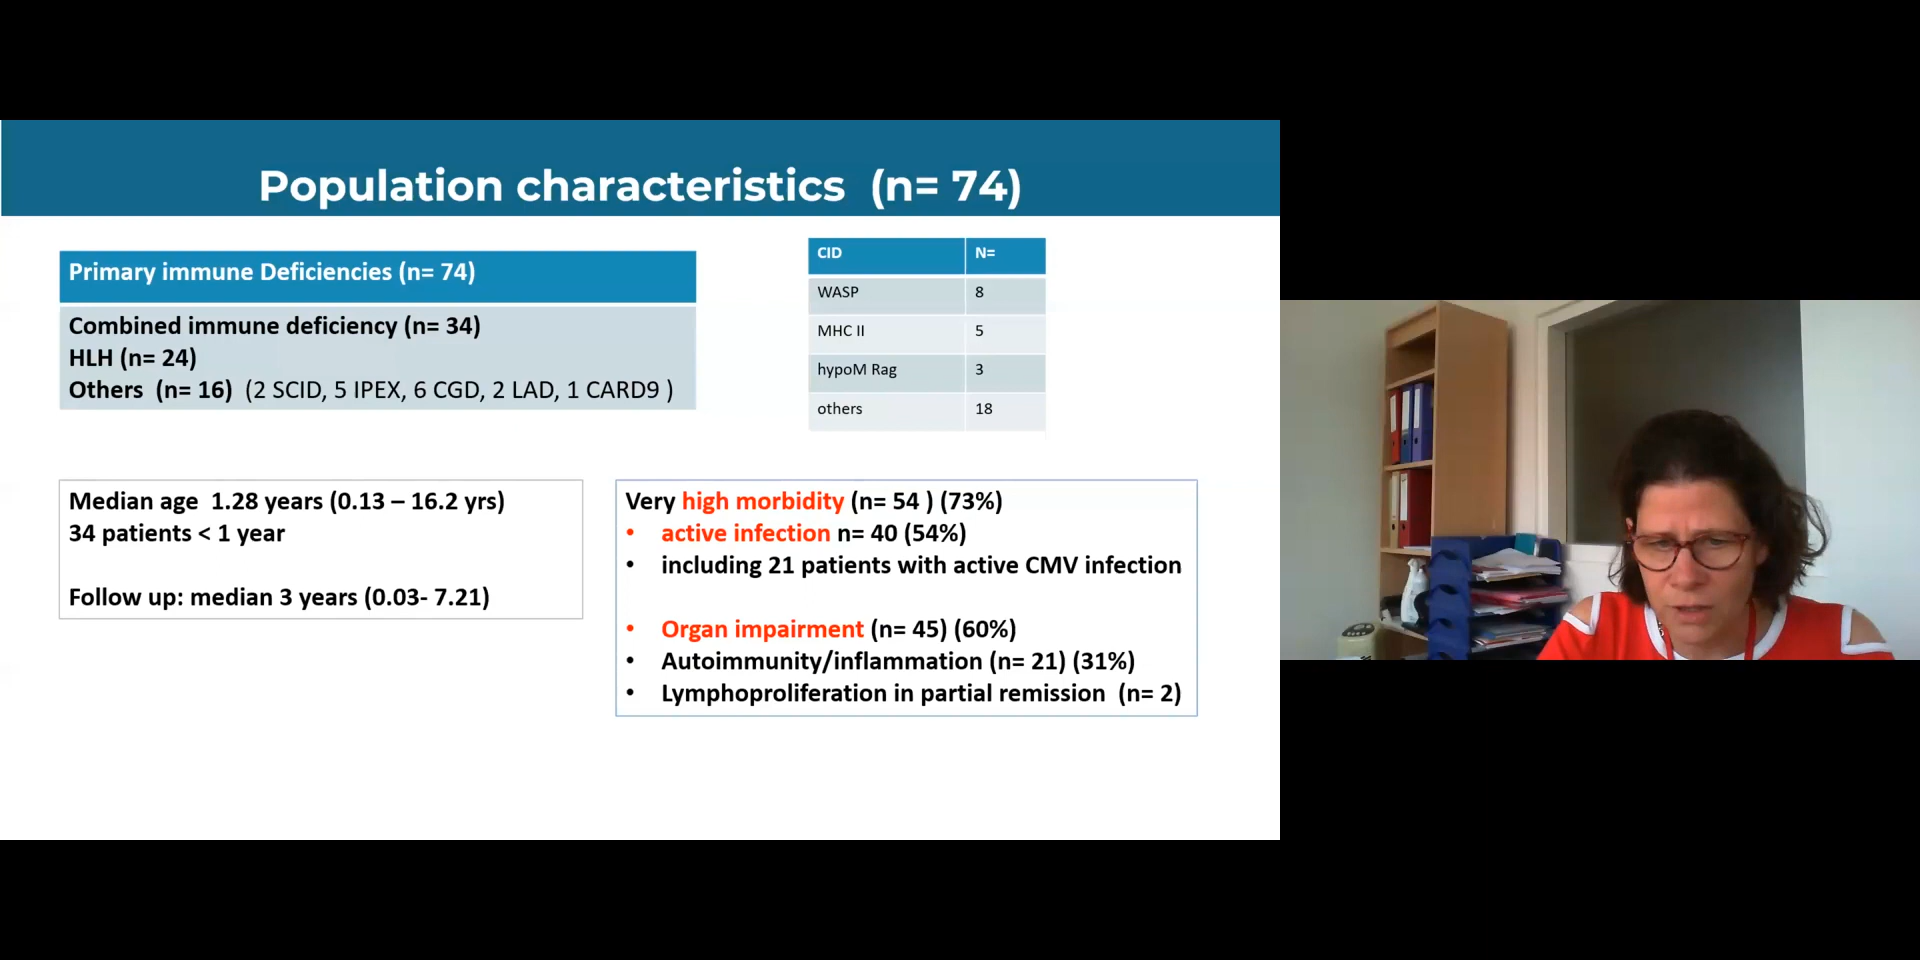 Population characteristics (n= 74)
Primary immune Deficiencies (n= 74)
Combined immune deficiency (n= 34)
HLH (n= 24)
Others (n= 16) (2 SCID, 5 IPEX, 6 CGD, 2 LAD, 1 CARD9 )
CID N=
WASP 8
MHC II 5
hypoM Rag 3
others 18
Median age 1.28 years (0.13 – 16.2 yrs)
34 patients < 1 year
Follow up: median 3 years (0.03- 7.21)
Very high morbidity (n= 54 ) (73%)
• active infection n= 40 (54%)
• including 21 patients with active CMV infection
• Organ impairment (n= 45) (60%)
• Autoimmunity/inflammation (n= 21) (31%)
• Lymphoproliferation in partial remission (n= 2)